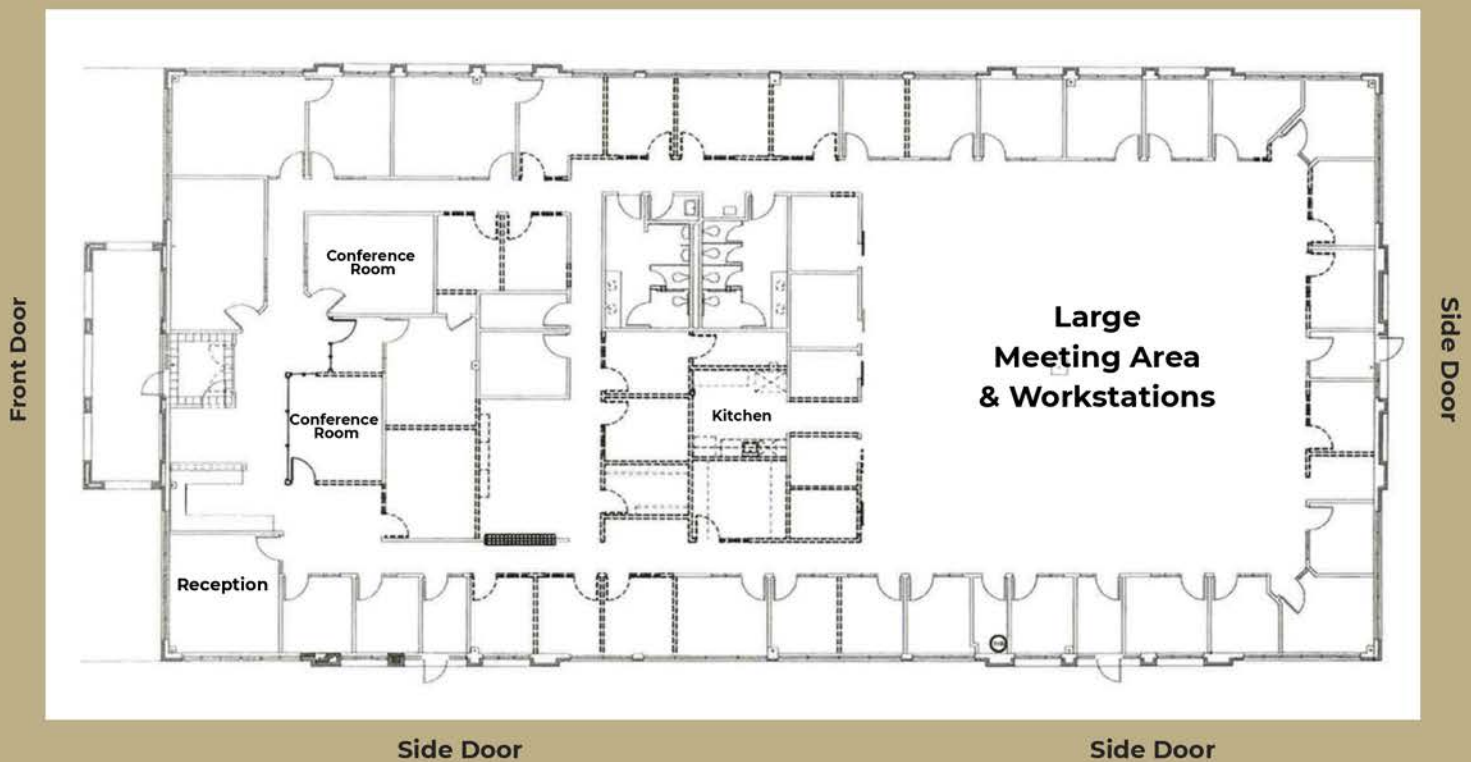 Conference
Room
Front Door
Large
Meeting Area
& Workstations
Side Door
Conference
Room
Kitchen
Reception
Side Door
Side Door